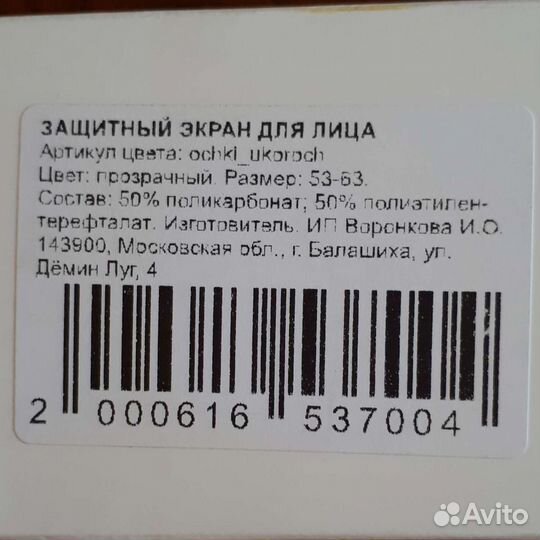 ЗАЩИТНЫЙ ЭКРАН ДЛЯ ЛИЦА
Артикул цвета: ochki_ukoroch
Цвет: прозрачный. Размер: 53-63.
Состав: 50% поликарбонат; 50% полиэтилен-
терефталат. Изготовитель. ИП Воронкова И.О.
143900, Московская обл., г. Балашиха, ул.
Дёмин Луг, 4
2 000616 537004
Avito